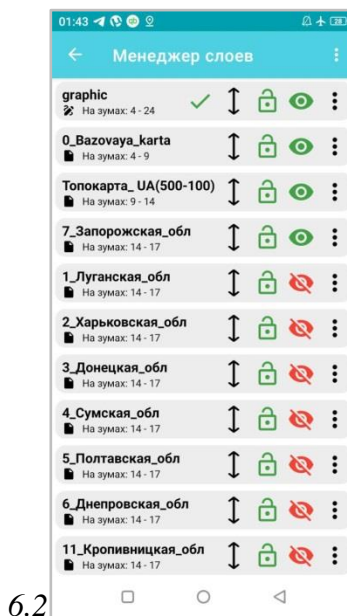 01:43
28
Менеджер слоев
graphic
На зумах: 4 - 24
0_Bazovaya_karta
На зумах: 4 - 9
Топокарта_ UA(500-100)
На зумах: 9 - 14
7_Запорожская_обл
На зумах: 14 - 17
1_Луганская_обл
На зумах: 14 - 17
2_Харьковская_обл
На зумах: 14 - 17
3_Донецкая_обл
На зумах: 14 - 17
4_Сумская_обл
На зумах: 14 - 17
5_Полтавская_обл
На зумах: 14 - 17
6_Днепровская_обл
На зумах: 14 - 17
11_Кропивницкая_обл
На зумах: 14 - 17
6.2